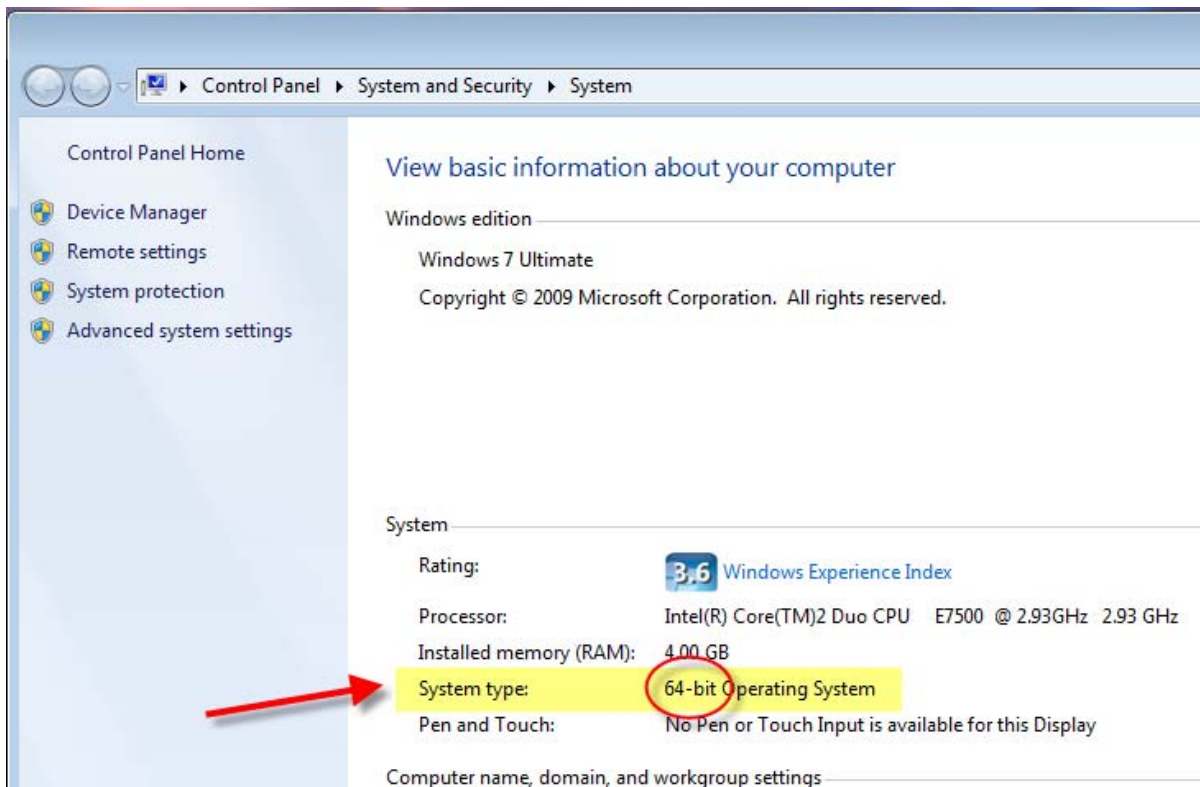 Control Panel System and Security System
Control Panel Home
Device Manager
Remote settings
System protection
Advanced system settings
View basic information about your computer
Windows edition
Windows 7 Ultimate
Copyright © 2009 Microsoft Corporation. All rights reserved.
System
Rating: 3,6 Windows Experience Index
Processor: Intel(R) Core(TM)2 Duo CPU E7500 @ 2.93GHz 2.93 GHz
Installed memory (RAM): 4.00 GB
System type: 64-bit Operating System
Pen and Touch: No Pen or Touch Input is available for this Display
Computer name, domain, and workgroup settings